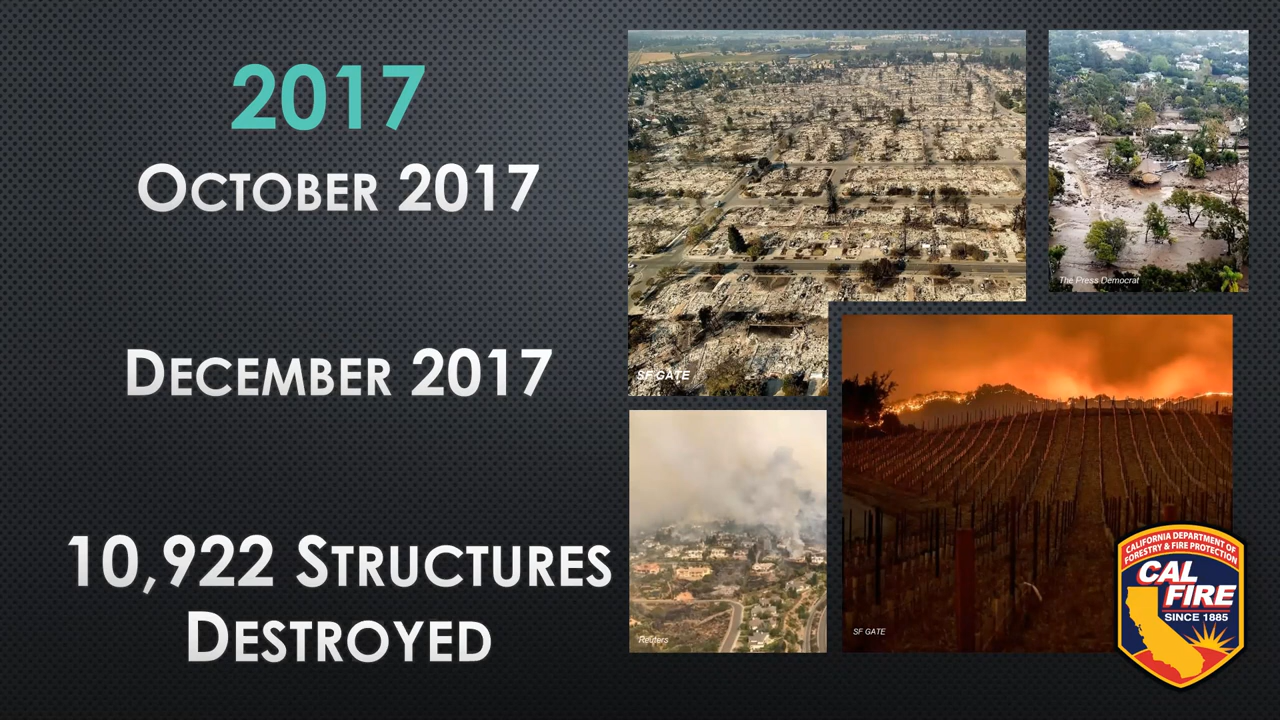 2017
October 2017
December 2017
10,922 Structures
Destroyed
SF GATE
The Press Democrat
Reuters
SF GATE
CALIFORNIA DEPARTMENT OF
FORESTRY & FIRE PROTECTION
CAL
FIRE
SINCE 1885